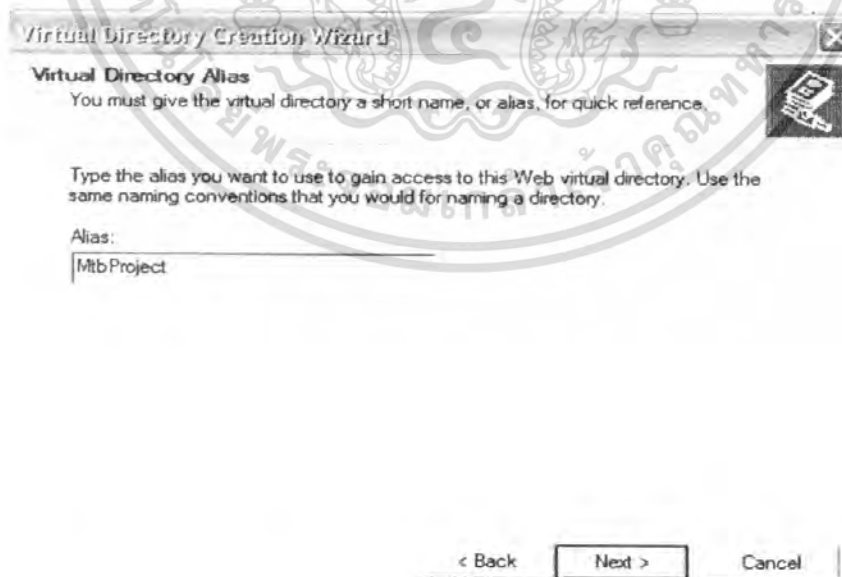 Virtual Directory Creation Wizard
Virtual Directory Alias
You must give the virtual directory a short name, or alias, for quick reference.
Type the alias you want to use to gain access to this Web virtual directory. Use the
same naming conventions that you would for naming a directory.
Alias:
MtbProject
< Back
Next >
Cancel